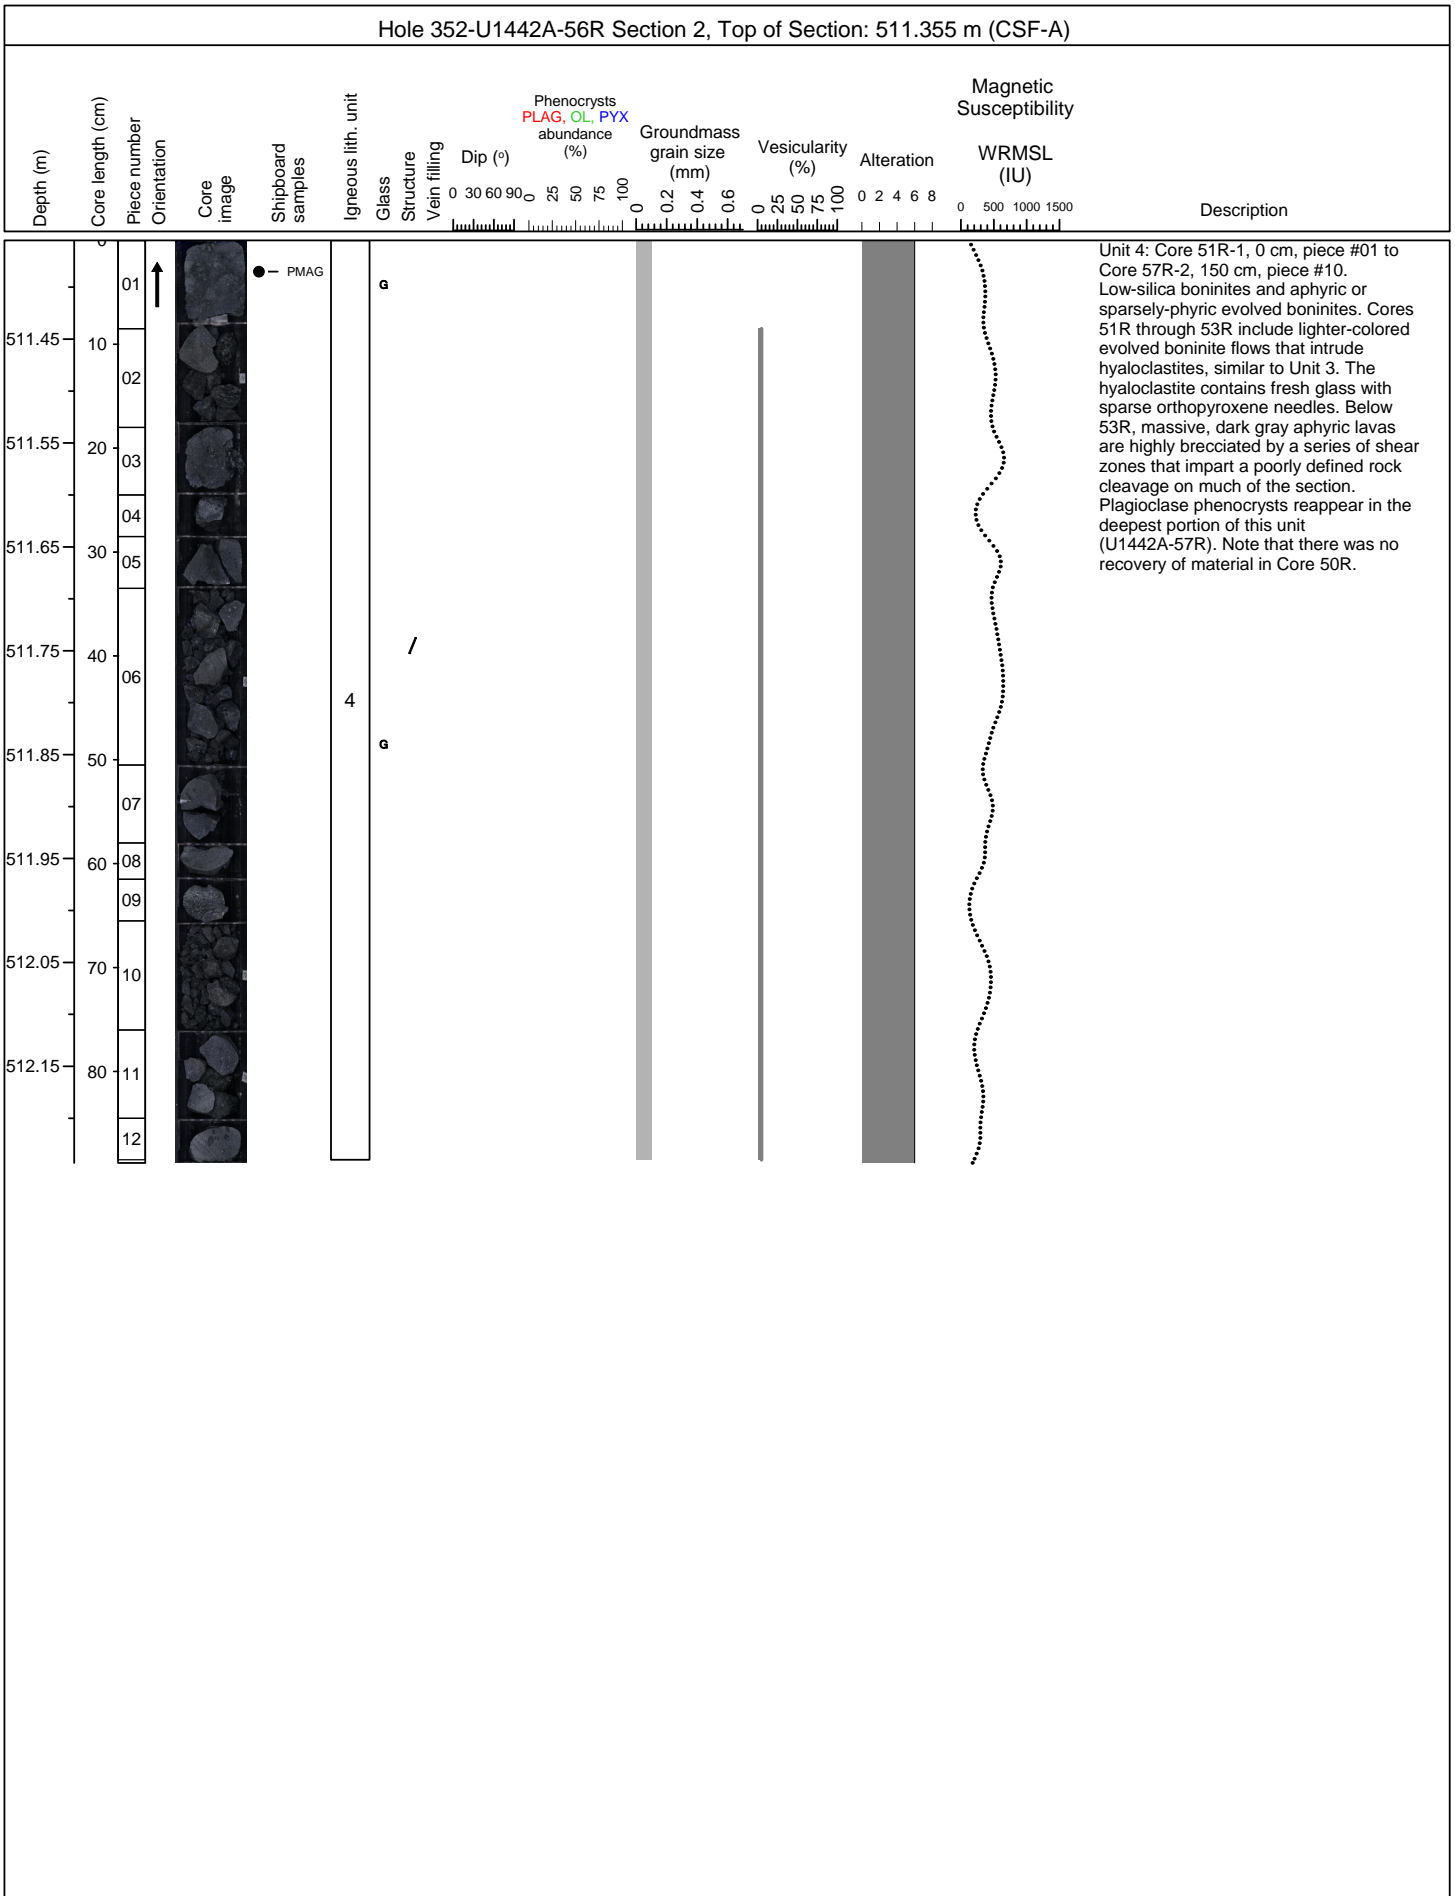 Hole 352-U1442A-56R Section 2, Top of Section: 511.355 m (CSF-A)
Depth (m)
Core length (cm)
Piece number
Orientation
Core
image
Shipboard
samples
Igneous lith. unit
Glass
Structure
Vein filling
Dip (°)
0 30 60 90
Phenocrysts
PLAG, OL, PYX
abundance
(%)
0 25 50 75 100
Groundmass
grain size
(mm)
0 0.2 0.4 0.6
Vesicularity
(%)
0 25 50 75 100
Alteration
0 2 4 6 8
Magnetic
Susceptibility
WRMSL
(IU)
0 500 1000 1500
Description
511.45
511.55
511.65
511.75
511.85
511.95
512.05
512.15
0
10
20
30
40
50
60
70
80
01
02
03
04
05
06
07
08
09
10
11
12
PMAG
4
G
G
Unit 4: Core 51R-1, 0 cm, piece #01 to
Core 57R-2, 150 cm, piece #10.
Low-silica boninites and aphyric or
sparsely-phyric evolved boninites. Cores
51R through 53R include lighter-colored
evolved boninite flows that intrude
hyaloclastites, similar to Unit 3. The
hyaloclastite contains fresh glass with
sparse orthopyroxene needles. Below
53R, massive, dark gray aphyric lavas
are highly brecciated by a series of shear
zones that impart a poorly defined rock
cleavage on much of the section.
Plagioclase phenocrysts reappear in the
deepest portion of this unit
(U1442A-57R). Note that there was no
recovery of material in Core 50R.